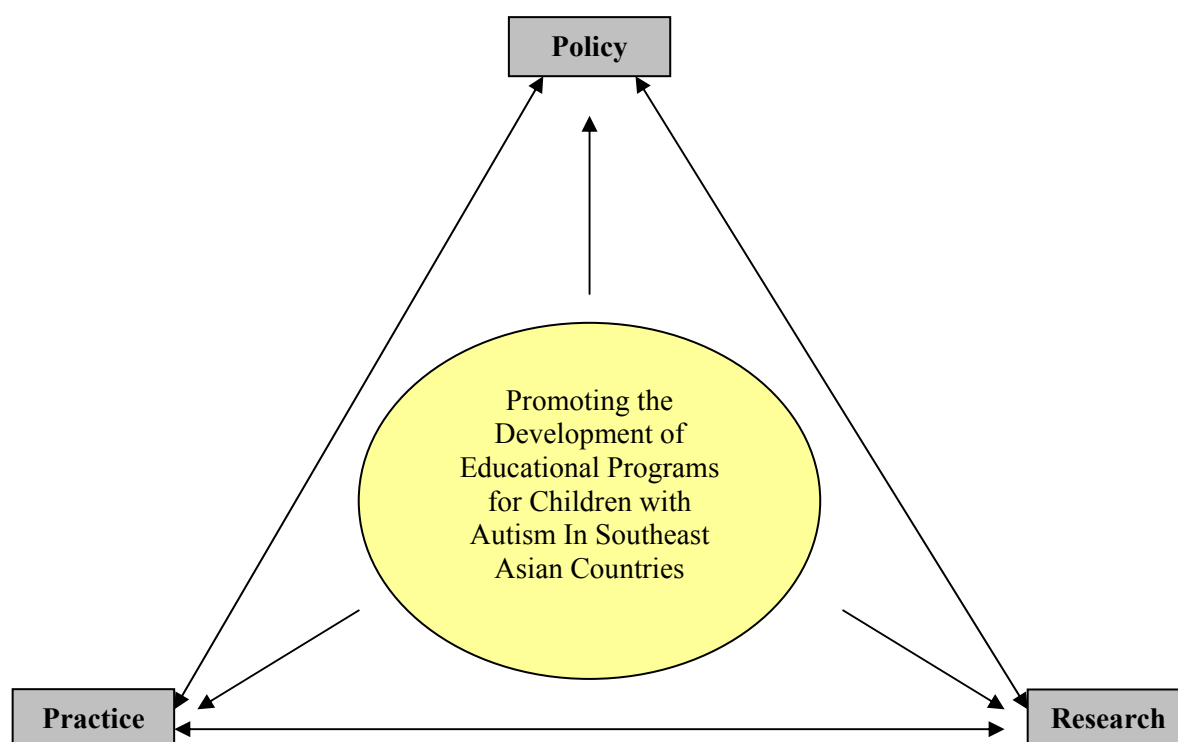 Policy
Promoting the
Development of
Educational Programs
for Children with
Autism In Southeast
Asian Countries
Practice
Research